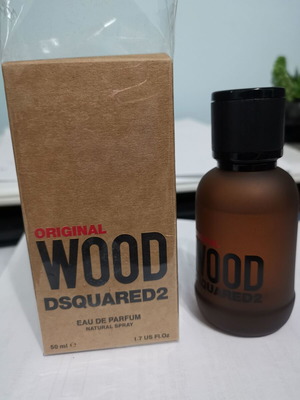 ORIGINAL
WOOD
DSQUARED2
EAU DE PARFUM
NATURAL SPRAY
50 ml e 1.7 US Fl Oz
WOOD
DSQUARED2